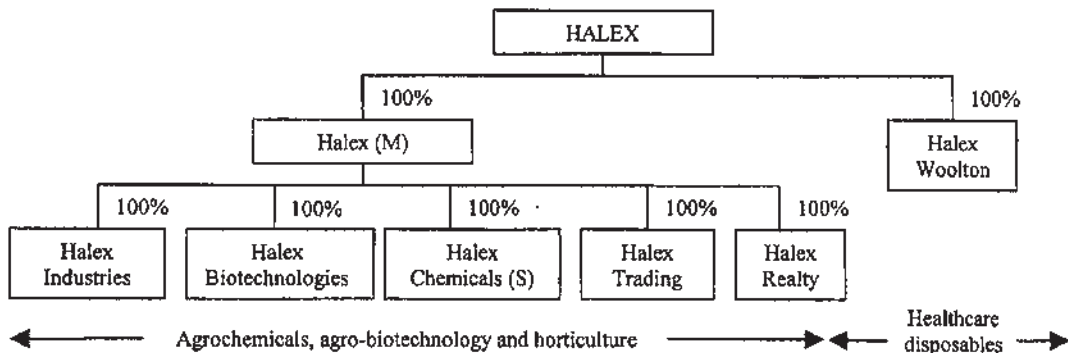 HALEX
100%
100%
Halex (M)
Halex
Woolton
100%
100%
100%
100%
100%
Halex
Industries
Halex
Biotechnologies
Halex
Chemicals (S)
Halex
Trading
Halex
Realty
Agrochemicals, agro-biotechnology and horticulture
Healthcare
disposables